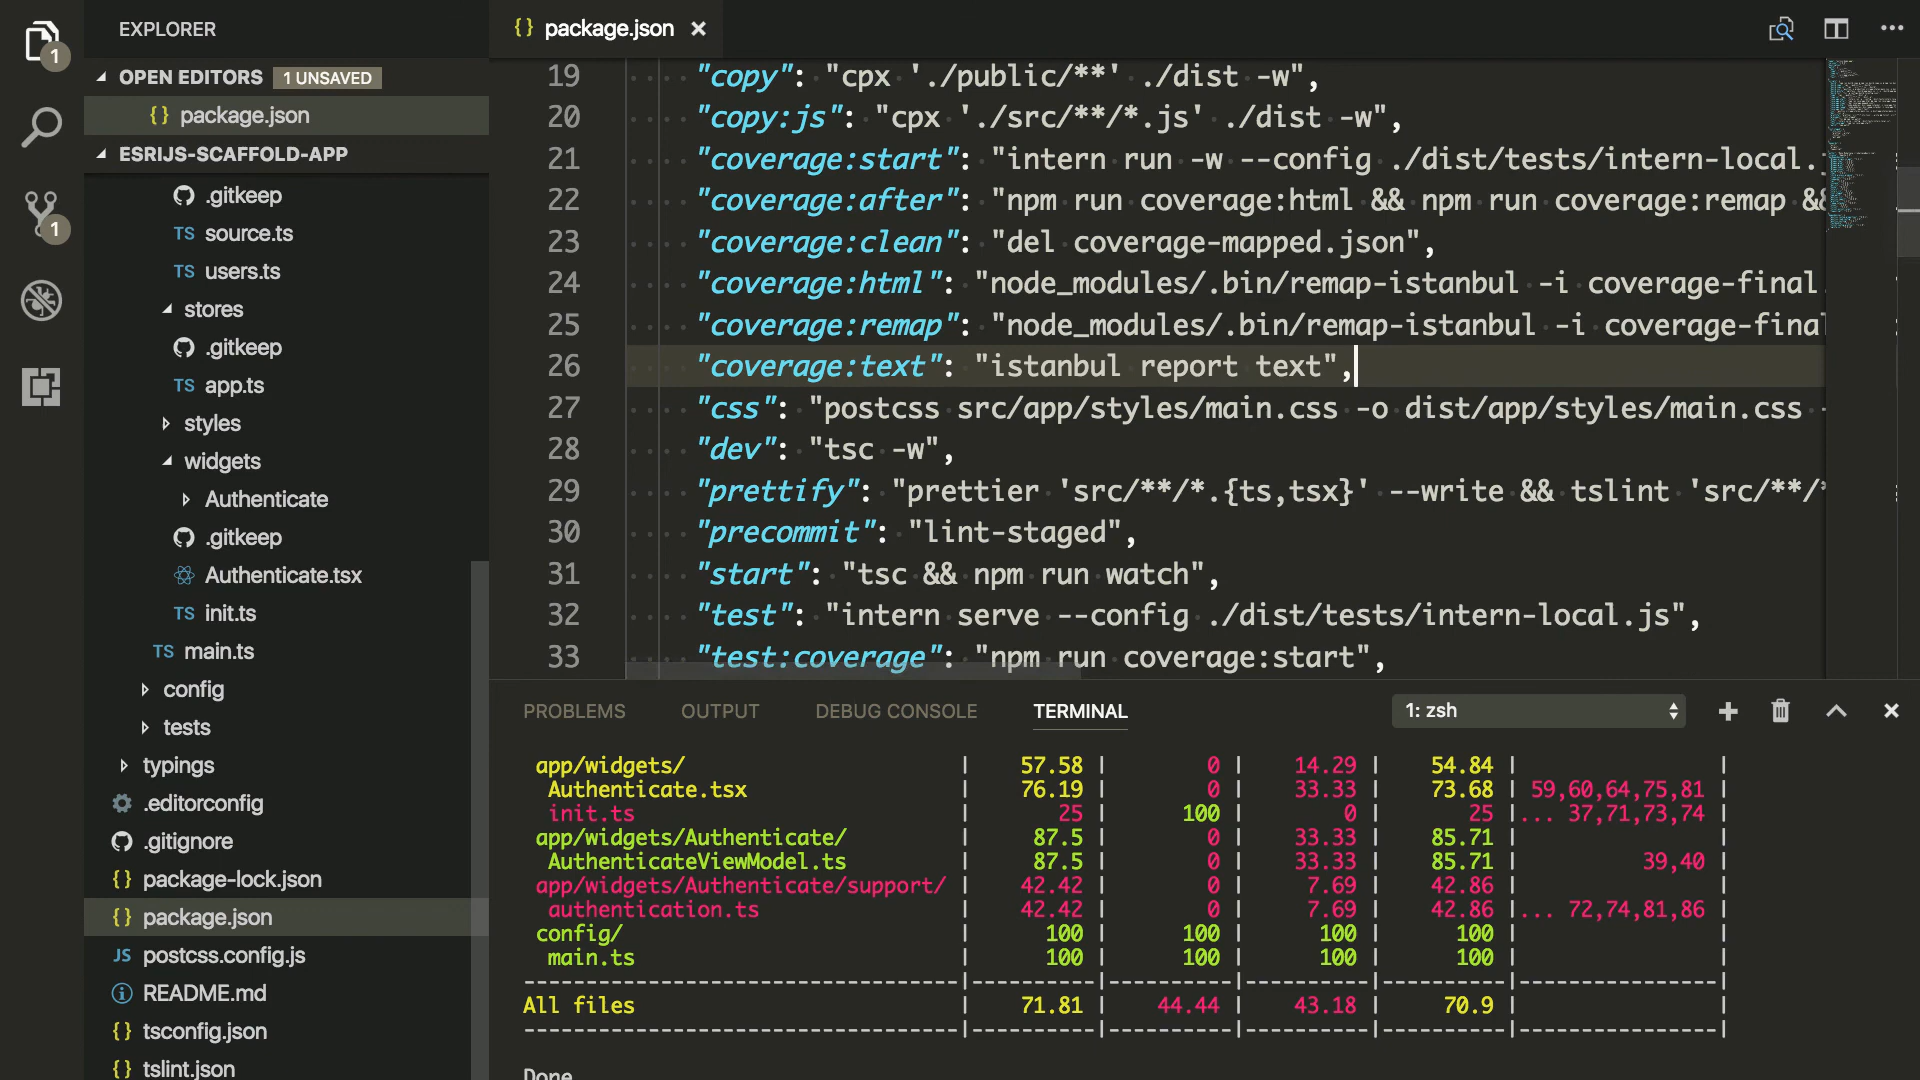 EXPLORER
OPEN EDITORS 1 UNSAVED
{} package.json
ESRIJS-SCAFFOLD-APP
.gitkeep
TS source.ts
TS users.ts
stores
.gitkeep
TS app.ts
styles
widgets
Authenticate
.gitkeep
Authenticate.tsx
TS init.ts
TS main.ts
config
tests
typings
.editorconfig
.gitignore
{} package-lock.json
{} package.json
JS postcss.config.js
README.md
{} tsconfig.json
{} tslint.json
1
1
{} package.json ×
19 "copy": "cpx './public/**' ./dist -w",
20 "copy:js": "cpx './src/**/*.js' ./dist -w",
21 "coverage:start": "intern run -w --config ./dist/tests/intern-local.
22 "coverage:after": "npm run coverage:html && npm run coverage:remap &&
23 "coverage:clean": "del coverage-mapped.json",
24 "coverage:html": "node_modules/.bin/remap-istanbul -i coverage-final.
25 "coverage:remap": "node_modules/.bin/remap-istanbul -i coverage-final
26 "coverage:text": "istanbul report text",
27 "css": "postcss src/app/styles/main.css -o dist/app/styles/main.css -
28 "dev": "tsc -w",
29 "prettify": "prettier 'src/**/*.{ts,tsx}' --write && tslint 'src/**/*
30 "precommit": "lint-staged",
31 "start": "tsc && npm run watch",
32 "test": "intern serve --config ./dist/tests/intern-local.js",
33 "test:coverage": "npm run coverage:start",
PROBLEMS OUTPUT DEBUG CONSOLE TERMINAL 1: zsh
app/widgets/ | 57.58 | 0 | 14.29 | 54.84 | |
Authenticate.tsx | 76.19 | 0 | 33.33 | 73.68 | 59,60,64,75,81 |
init.ts | 25 | 100 | 0 | 25 |... 37,71,73,74 |
app/widgets/Authenticate/ | 87.5 | 0 | 33.33 | 85.71 | |
AuthenticateViewModel.ts | 87.5 | 0 | 33.33 | 85.71 | 39,40 |
app/widgets/Authenticate/support/ | 42.42 | 0 | 7.69 | 42.86 | |
authentication.ts | 42.42 | 0 | 7.69 | 42.86 |... 72,74,81,86 |
config/ | 100 | 100 | 100 | 100 | |
main.ts | 100 | 100 | 100 | 100 | |
-----------------------------------|----------|----------|----------|----------|----------------|
All files | 71.81 | 44.44 | 43.18 | 70.9 | |
-----------------------------------|----------|----------|----------|----------|----------------|
Done